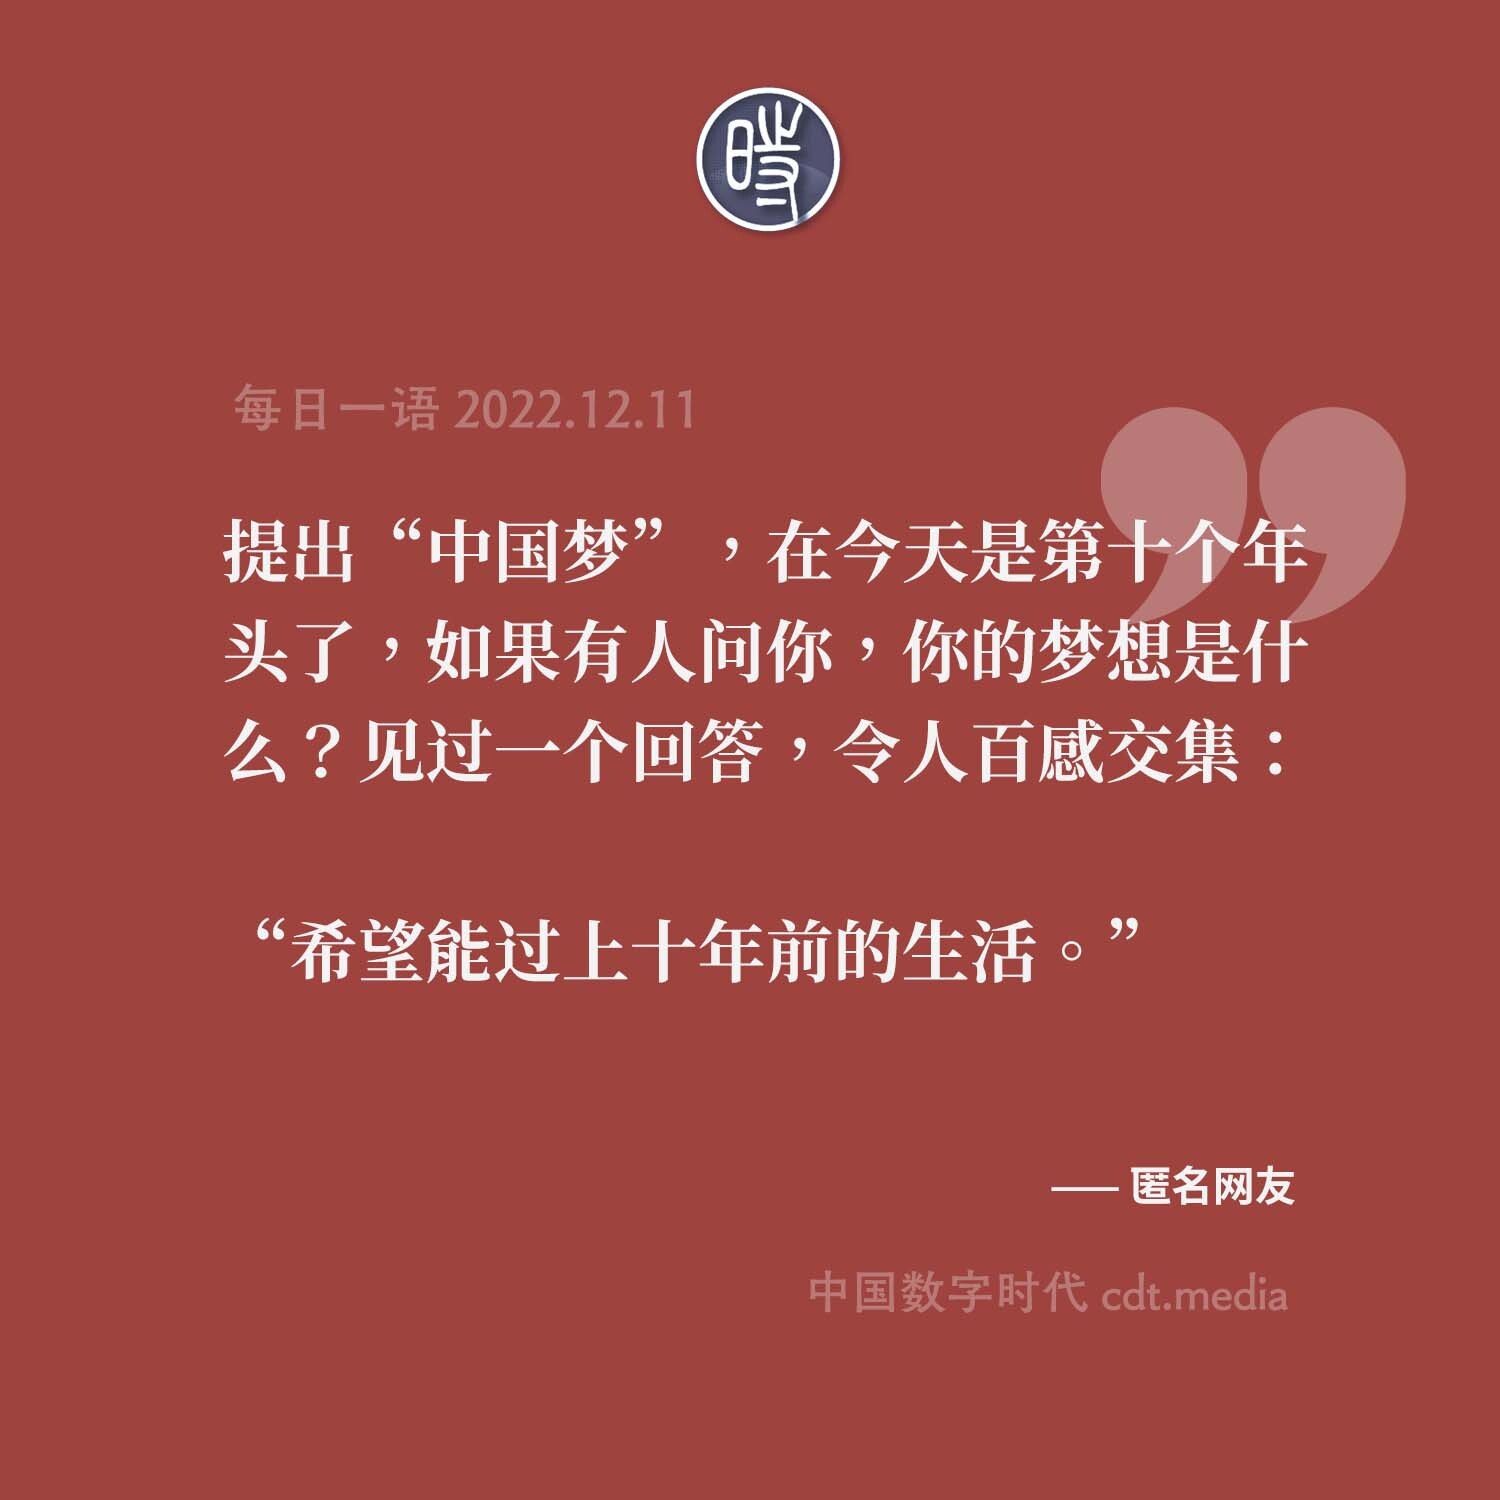 時
每日一语 2022.12.11
提出“中国梦”，在今天是第十个年
头了，如果有人问你，你的梦想是什
么？见过一个回答，令人百感交集：
“希望能过上十年前的生活。”
—— 匿名网友
中国数字时代 cdt.media